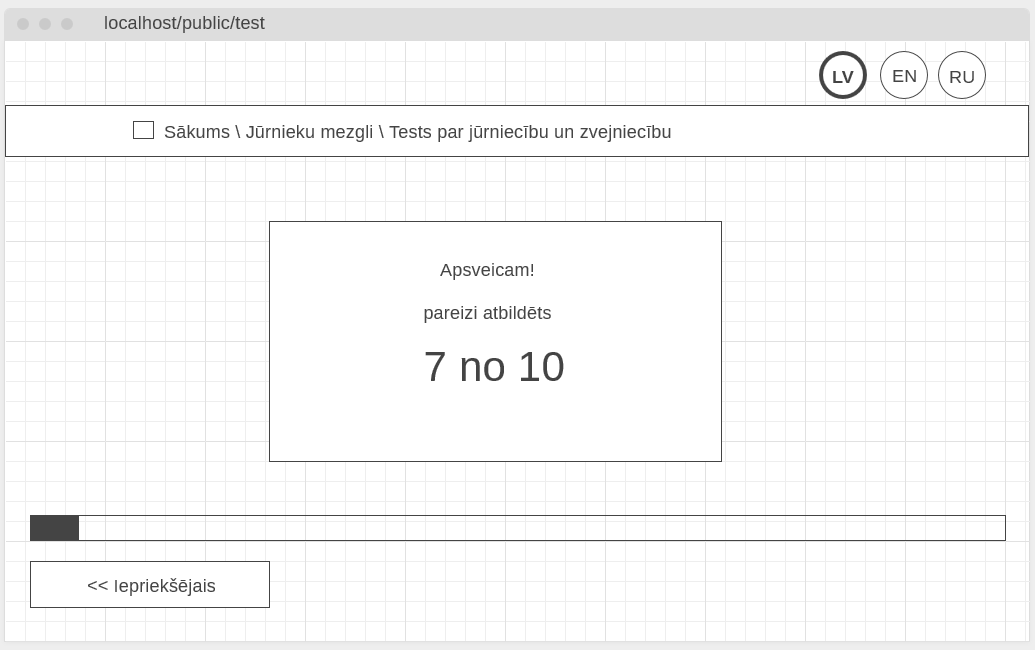 localhost/public/test
LV EN RU
Sākums \ Jūrnieku mezgli \ Tests par jūrniecību un zvejniecību
Apsveicam!
pareizi atbildēts
7 no 10
<< Iepriekšējais